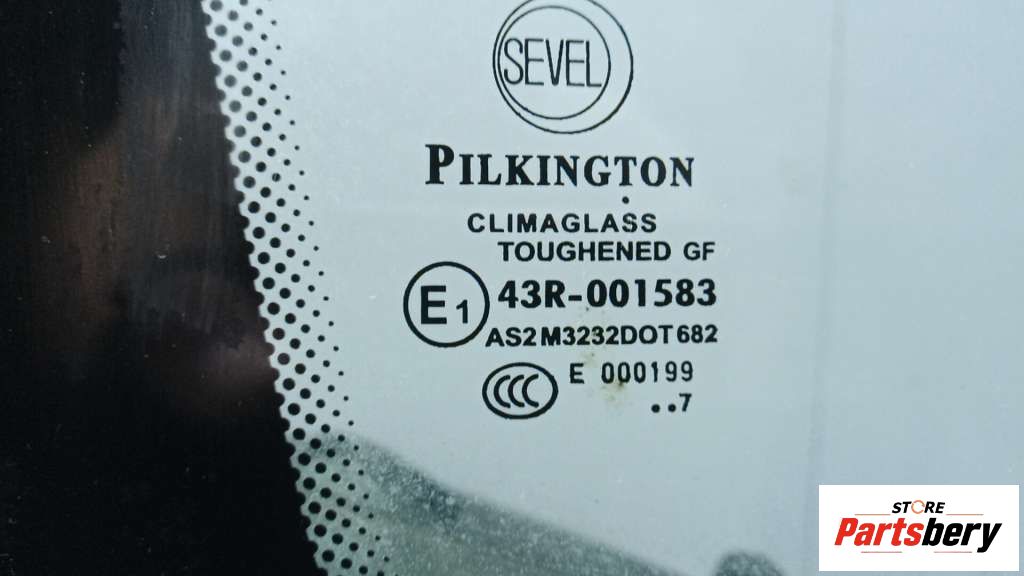 SEVEL
PILKINGTON
CLIMAGLASS
TOUGHENED GF
E1 43R-001583
AS2 M3232DOT 682
CCC E 000199
..7
STORE
Partsbery